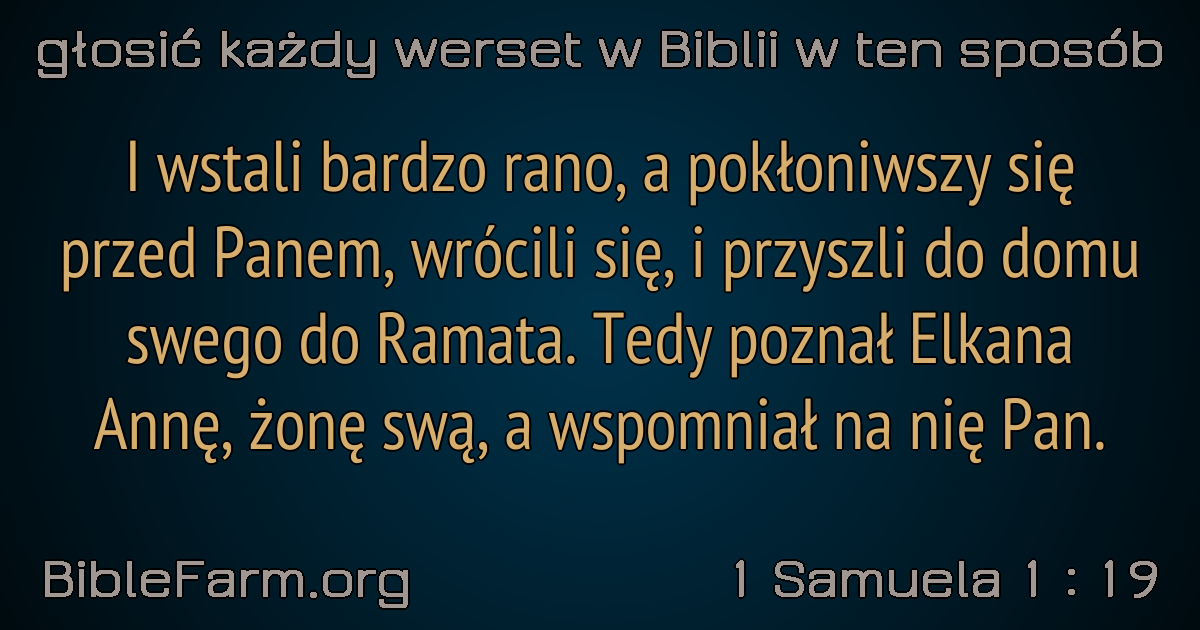 głosić każdy werset w Biblii w ten sposób
I wstali bardzo rano, a pokłoniwszy się
przed Panem, wrócili się, i przyszli do domu
swego do Ramata. Tedy poznał Elkana
Annę, żonę swą, a wspomniał na nię Pan.
BibleFarm.org
1 Samuela 1 : 19